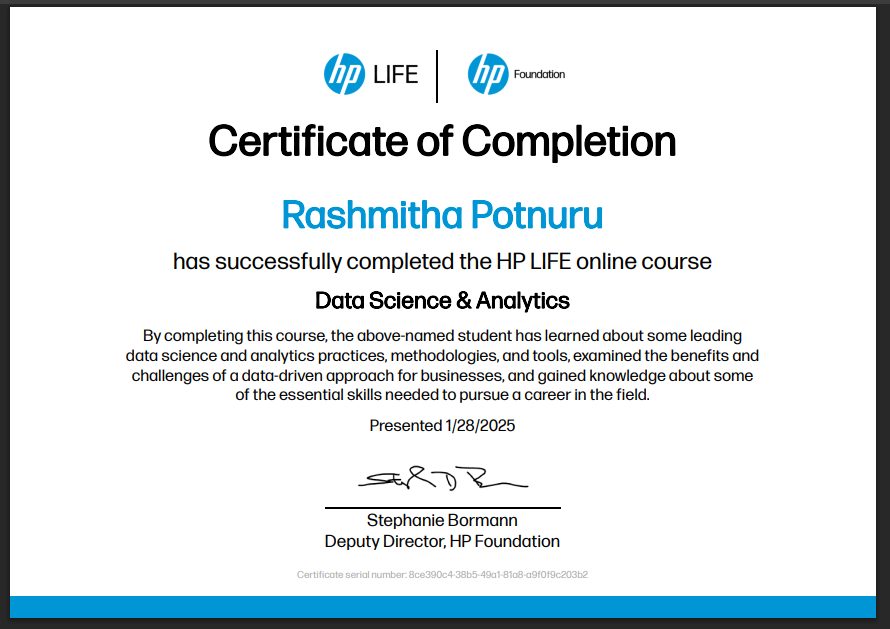 hp LIFE | hp Foundation
Certificate of Completion
Rashmitha Potnuru
has successfully completed the HP LIFE online course
Data Science & Analytics
By completing this course, the above-named student has learned about some leading
data science and analytics practices, methodologies, and tools, examined the benefits and
challenges of a data-driven approach for businesses, and gained knowledge about some
of the essential skills needed to pursue a career in the field.
Presented 1/28/2025
Stephanie Bormann
Deputy Director, HP Foundation
Certificate serial number: 8ce390c4-38b5-49a1-81a8-a9f0f9c203b2